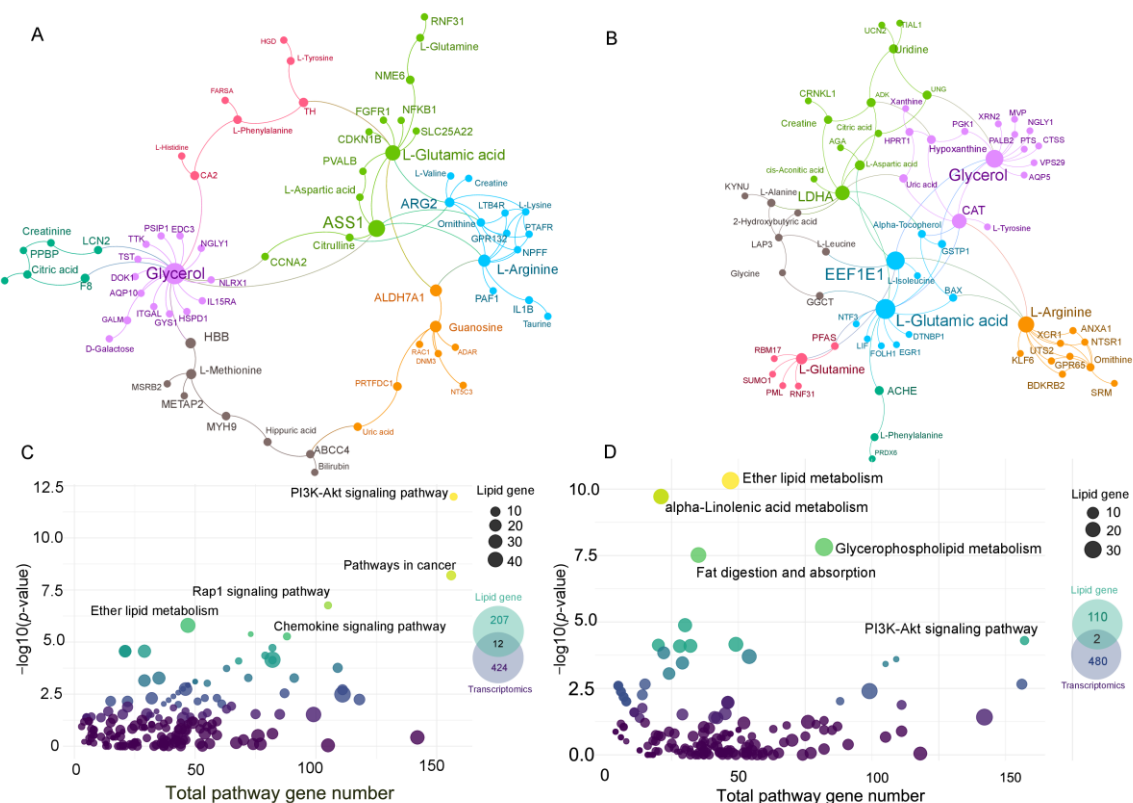 A
RNF31
L-Glutamine
HGD
L-Tyrosine
NME6
FARSA
TH
FGFR1
NFKB1
L-Phenylalanine
CDKN1B
SLC25A22
L-Histidine
PVALB
L-Glutamic acid
CA2
L-Valine
Creatine
L-Aspartic acid
ARG2
LTB4R
L-Lysine
ASS1
Ornithine
PTAFR
GPR132
Citrulline
NPFF
Creatinine
LCN2
PSIP1
EDC3
TTK
NGLY1
PPBP
TST
CCNA2
L-Arginine
Citric acid
Glycerol
F8
DOK1
NLRX1
PAF1
IL1B
AQP10
IL15RA
ALDH7A1
Taurine
GALM
ITGAL
HSPD1
GYS1
D-Galactose
HBB
Guanosine
RAC1
ADAR
DNM3
L-Methionine
MSRB2
PRTFDC1
NT5C3
METAP2
MYH9
Hippuric acid
Uric acid
ABCC4
Bilirubin
B
UCN2
TIAL1
Uridine
CRNKL1
ADK
UNG
Xanthine
Creatine
Citric acid
PGK1
XRN2
MVP
NGLY1
HPRT1
PALB2
PTS
CTSS
AGA
Hypoxanthine
L-Aspartic acid
VPS29
cis-Aconitic acid
Glycerol
AQP5
KYNU
L-Alanine
LDHA
Uric acid
2-Hydroxybutyric acid
CAT
LAP3
L-Leucine
Alpha-Tocopherol
L-Tyrosine
GSTP1
Glycine
EEF1E1
L-Isoleucine
GGCT
BAX
L-Glutamic acid
L-Arginine
NTF3
DTNBP1
XCR1
ANXA1
PFAS
LIF
EGR1
NTSR1
FOLH1
UTS2
KLF6
GPR65
Ornithine
RBM17
L-Glutamine
BDKRB2
SRM
SUMO1
PML
RNF31
ACHE
L-Phenylalanine
PRDX6
C
12.5
10.0
7.5
5.0
2.5
0
−log10(p-value)
PI3K-Akt signaling pathway
Pathways in cancer
Rap1 signaling pathway
Ether lipid metabolism
Chemokine signaling pathway
Lipid gene
10
20
30
40
Lipid gene
207
12
424
Transcriptomics
0
50
100
150
Total pathway gene number
D
10.0
7.5
5.0
2.5
0.0
−log10(p-value)
Ether lipid metabolism
alpha-Linolenic acid metabolism
Glycerophospholipid metabolism
Fat digestion and absorption
PI3K-Akt signaling pathway
Lipid gene
10
20
30
Lipid gene
110
2
480
Transcriptomics
0
50
100
150
Total pathway gene number